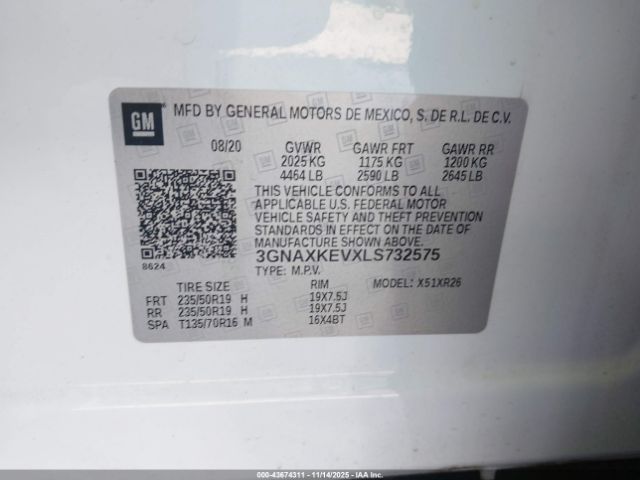 GM
MFD BY GENERAL MOTORS DE MEXICO, S. DE R.L. DE C.V.
08/20 GVWR GAWR FRT GAWR RR
2025 KG 1175 KG 1200 KG
4464 LB 2590 LB 2645 LB
THIS VEHICLE CONFORMS TO ALL
APPLICABLE U.S. FEDERAL MOTOR
VEHICLE SAFETY AND THEFT PREVENTION
STANDARDS IN EFFECT ON THE DATE OF
MANUFACTURE SHOWN ABOVE.
3GNAXKEVXLS732575
8624
TYPE: M.P.V. MODEL: X51XR26
TIRE SIZE RIM
FRT 235/50R19 H 19X7.5J
RR 235/50R19 H 19X7.5J
SPA T135/70R16 M 16X4BT
000-43674311 - 11/14/2025 - IAATX